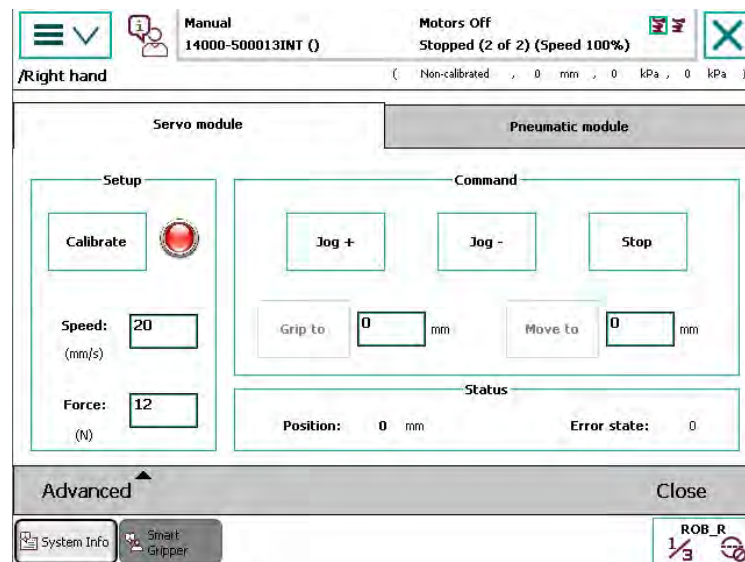 Manual
14000-500013INT ()
Motors Off
Stopped (2 of 2) (Speed 100%)
/Right hand
( Non-calibrated , 0 mm , 0 kPa , 0 kPa )
Servo module
Pneumatic module
Setup
Calibrate
Speed: 20
(mm/s)
Force: 12
(N)
Command
Jog +
Jog -
Stop
Grip to 0 mm
Move to 0 mm
Status
Position: 0 mm
Error state: 0
Advanced
Close
System Info
Smart
Gripper
ROB_R
1/3